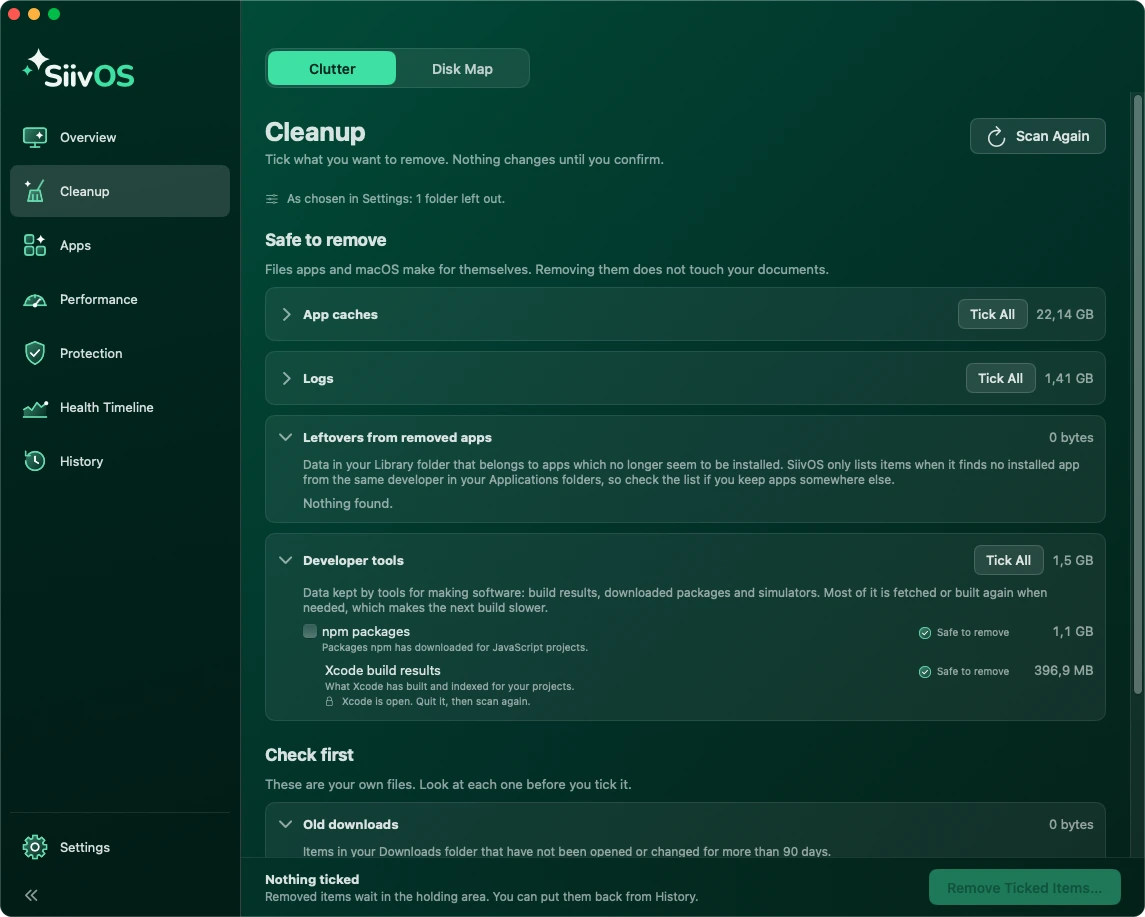 SiivOS
Overview
Cleanup
Apps
Performance
Protection
Health Timeline
History
Settings
Clutter
Disk Map
Cleanup
Tick what you want to remove. Nothing changes until you confirm.
Scan Again
As chosen in Settings: 1 folder left out.
Safe to remove
Files apps and macOS make for themselves. Removing them does not touch your documents.
App caches
Tick All
22,14 GB
Logs
Tick All
1,41 GB
Leftovers from removed apps
0 bytes
Data in your Library folder that belongs to apps which no longer seem to be installed. SiivOS only lists items when it finds no installed app
from the same developer in your Applications folders, so check the list if you keep apps somewhere else.
Nothing found.
Developer tools
Tick All
1,5 GB
Data kept by tools for making software: build results, downloaded packages and simulators. Most of it is fetched or built again when
needed, which makes the next build slower.
npm packages
Safe to remove
1,1 GB
Packages npm has downloaded for JavaScript projects.
Xcode build results
Safe to remove
396,9 MB
What Xcode has built and indexed for your projects.
Xcode is open. Quit it, then scan again.
Check first
These are your own files. Look at each one before you tick it.
Old downloads
0 bytes
Items in your Downloads folder that have not been opened or changed for more than 90 days.
Nothing ticked
Removed items wait in the holding area. You can put them back from History.
Remove Ticked Items...